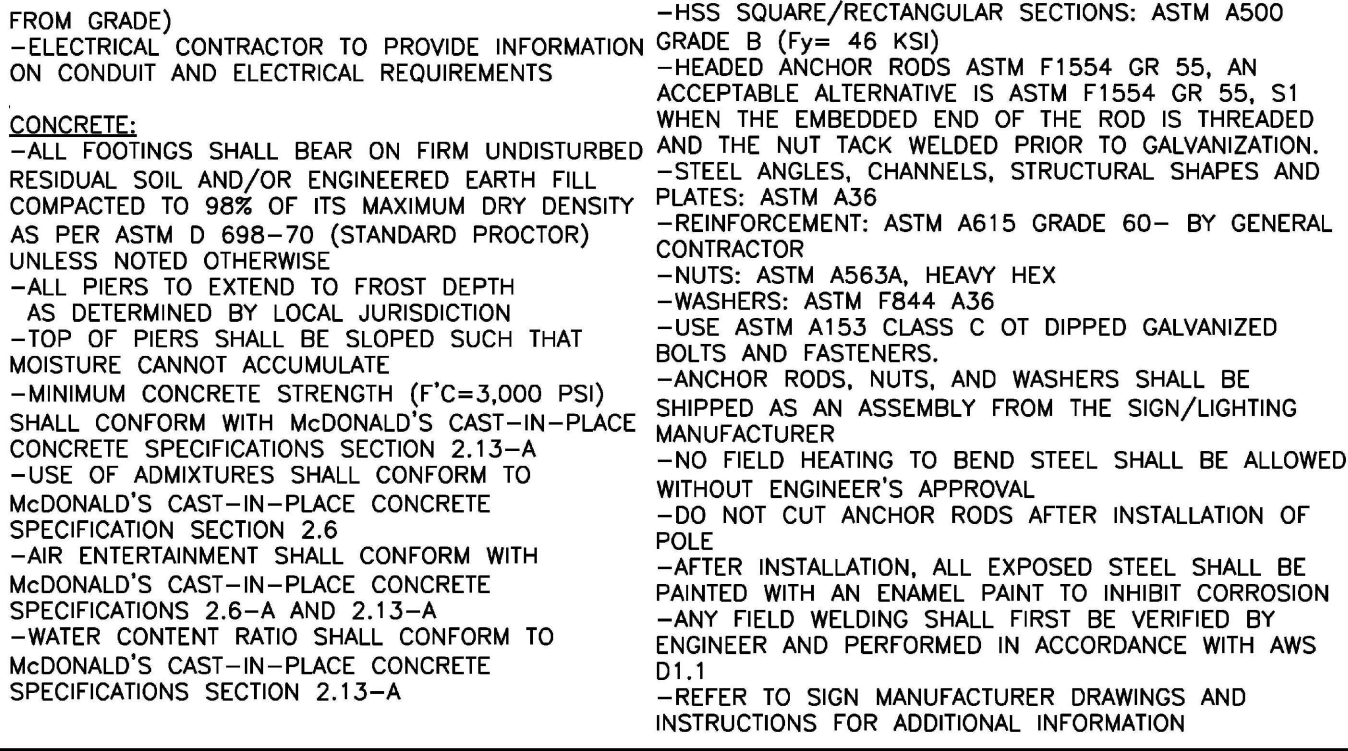 FROM GRADE)
–ELECTRICAL CONTRACTOR TO PROVIDE INFORMATION
ON CONDUIT AND ELECTRICAL REQUIREMENTS
CONCRETE:
–ALL FOOTINGS SHALL BEAR ON FIRM UNDISTURBED
RESIDUAL SOIL AND/OR ENGINEERED EARTH FILL
COMPACTED TO 98% OF ITS MAXIMUM DRY DENSITY
AS PER ASTM D 698–70 (STANDARD PROCTOR)
UNLESS NOTED OTHERWISE
–ALL PIERS TO EXTEND TO FROST DEPTH
AS DETERMINED BY LOCAL JURISDICTION
–TOP OF PIERS SHALL BE SLOPED SUCH THAT
MOISTURE CANNOT ACCUMULATE
–MINIMUM CONCRETE STRENGTH (F'C=3,000 PSI)
SHALL CONFORM WITH McDONALD'S CAST–IN–PLACE
CONCRETE SPECIFICATIONS SECTION 2.13–A
–USE OF ADMIXTURES SHALL CONFORM TO
McDONALD'S CAST–IN–PLACE CONCRETE
SPECIFICATION SECTION 2.6
–AIR ENTERTAINMENT SHALL CONFORM WITH
McDONALD'S CAST–IN–PLACE CONCRETE
SPECIFICATIONS 2.6–A AND 2.13–A
–WATER CONTENT RATIO SHALL CONFORM TO
McDONALD'S CAST–IN–PLACE CONCRETE
SPECIFICATIONS SECTION 2.13–A
–HSS SQUARE/RECTANGULAR SECTIONS: ASTM A500
GRADE B (Fy= 46 KSI)
–HEADED ANCHOR RODS ASTM F1554 GR 55, AN
ACCEPTABLE ALTERNATIVE IS ASTM F1554 GR 55, S1
WHEN THE EMBEDDED END OF THE ROD IS THREADED
AND THE NUT TACK WELDED PRIOR TO GALVANIZATION.
–STEEL ANGLES, CHANNELS, STRUCTURAL SHAPES AND
PLATES: ASTM A36
–REINFORCEMENT: ASTM A615 GRADE 60– BY GENERAL
CONTRACTOR
–NUTS: ASTM A563A, HEAVY HEX
–WASHERS: ASTM F844 A36
–USE ASTM A153 CLASS C OT DIPPED GALVANIZED
BOLTS AND FASTENERS.
–ANCHOR RODS, NUTS, AND WASHERS SHALL BE
SHIPPED AS AN ASSEMBLY FROM THE SIGN/LIGHTING
MANUFACTURER
–NO FIELD HEATING TO BEND STEEL SHALL BE ALLOWED
WITHOUT ENGINEER'S APPROVAL
–DO NOT CUT ANCHOR RODS AFTER INSTALLATION OF
POLE
–AFTER INSTALLATION, ALL EXPOSED STEEL SHALL BE
PAINTED WITH AN ENAMEL PAINT TO INHIBIT CORROSION
–ANY FIELD WELDING SHALL FIRST BE VERIFIED BY
ENGINEER AND PERFORMED IN ACCORDANCE WITH AWS
D1.1
–REFER TO SIGN MANUFACTURER DRAWINGS AND
INSTRUCTIONS FOR ADDITIONAL INFORMATION